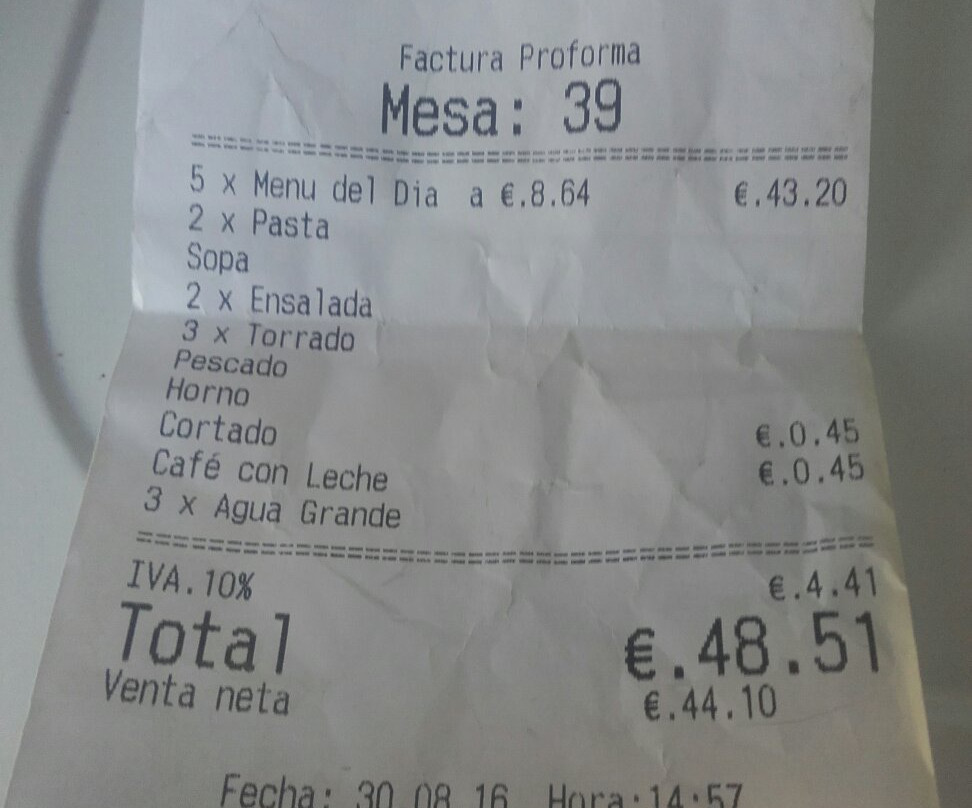 Factura Proforma
Mesa: 39
5 x Menu del Dia a €.8.64 €.43.20
2 x Pasta
Sopa
2 x Ensalada
3 x Torrado
Pescado
Horno
Cortado €.0.45
Café con Leche €.0.45
3 x Agua Grande
IVA.10% €.4.41
Total €.48.51
Venta neta €.44.10
Fecha: 30.08.16 Hora:14:57